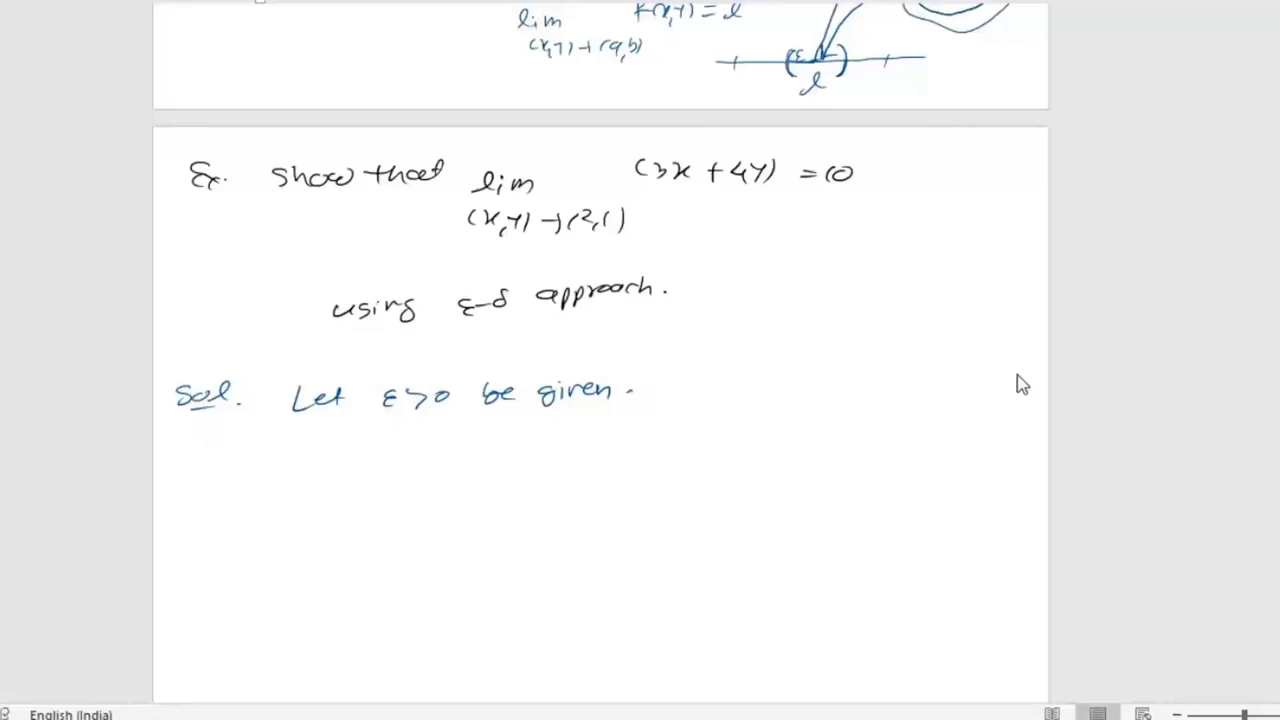 lim f(x,y) = l
(x,y)→(a,b)
(ε
l
Ex. Show that lim (3x + 4y) = 10
(x,y)→(2,1)
using ε-δ approach.
Sol. Let ε>0 be given.
English (India)